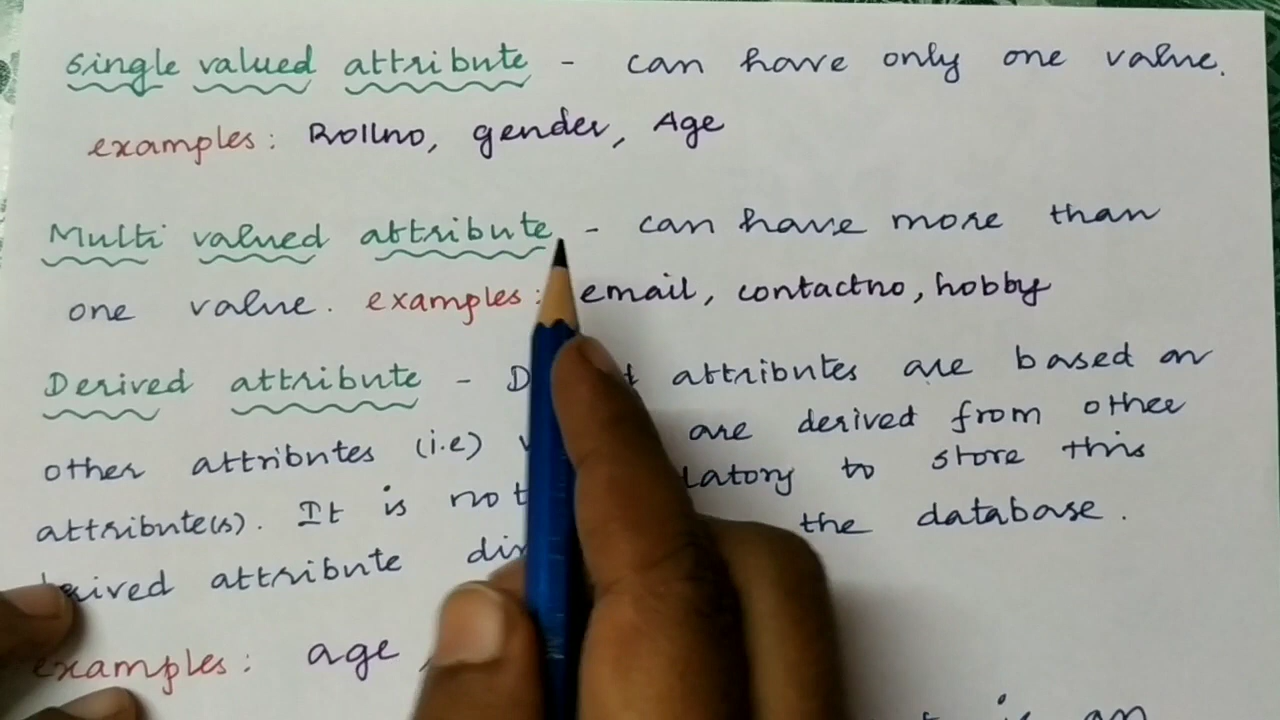 Single valued attribute - can have only one value.
examples: Rollno, gender, Age
Multi valued attribute - can have more than
one value. examples: email, contactno, hobby
Derived attribute - attributes are based on
other attributes (i.e) are derived from other
attribute(s). It is not to store this
derived attribute the database.
examples: age
is an